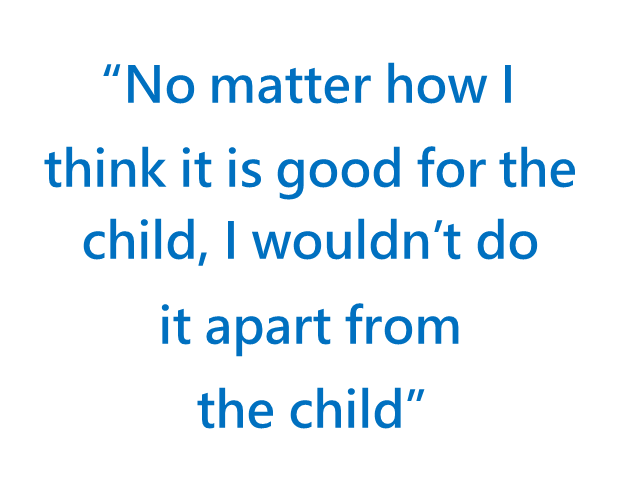 “No matter how I
think it is good for the
child, I wouldn’t do
it apart from
the child”